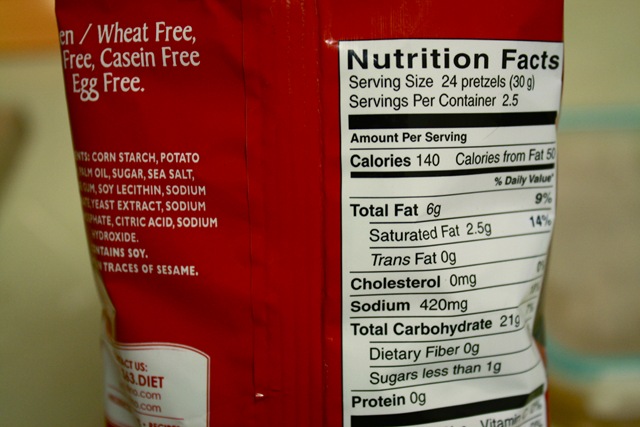 / Wheat Free,
Free, Casein Free
Egg Free.
CORN STARCH, POTATO
OIL, SUGAR, SEA SALT,
SOY LECITHIN, SODIUM
YEAST EXTRACT, SODIUM
CITRIC ACID, SODIUM
HYDROXIDE.
SOY.
TRACES OF SESAME.
US:
.DIET
.com
.com
Nutrition Facts
Serving Size 24 pretzels (30 g)
Servings Per Container 2.5
Amount Per Serving
Calories 140 Calories from Fat 50
% Daily Value*
Total Fat 6g 9%
Saturated Fat 2.5g 14%
Trans Fat 0g
Cholesterol 0mg
Sodium 420mg
Total Carbohydrate 21g
Dietary Fiber 0g
Sugars less than 1g
Protein 0g
Vitamin